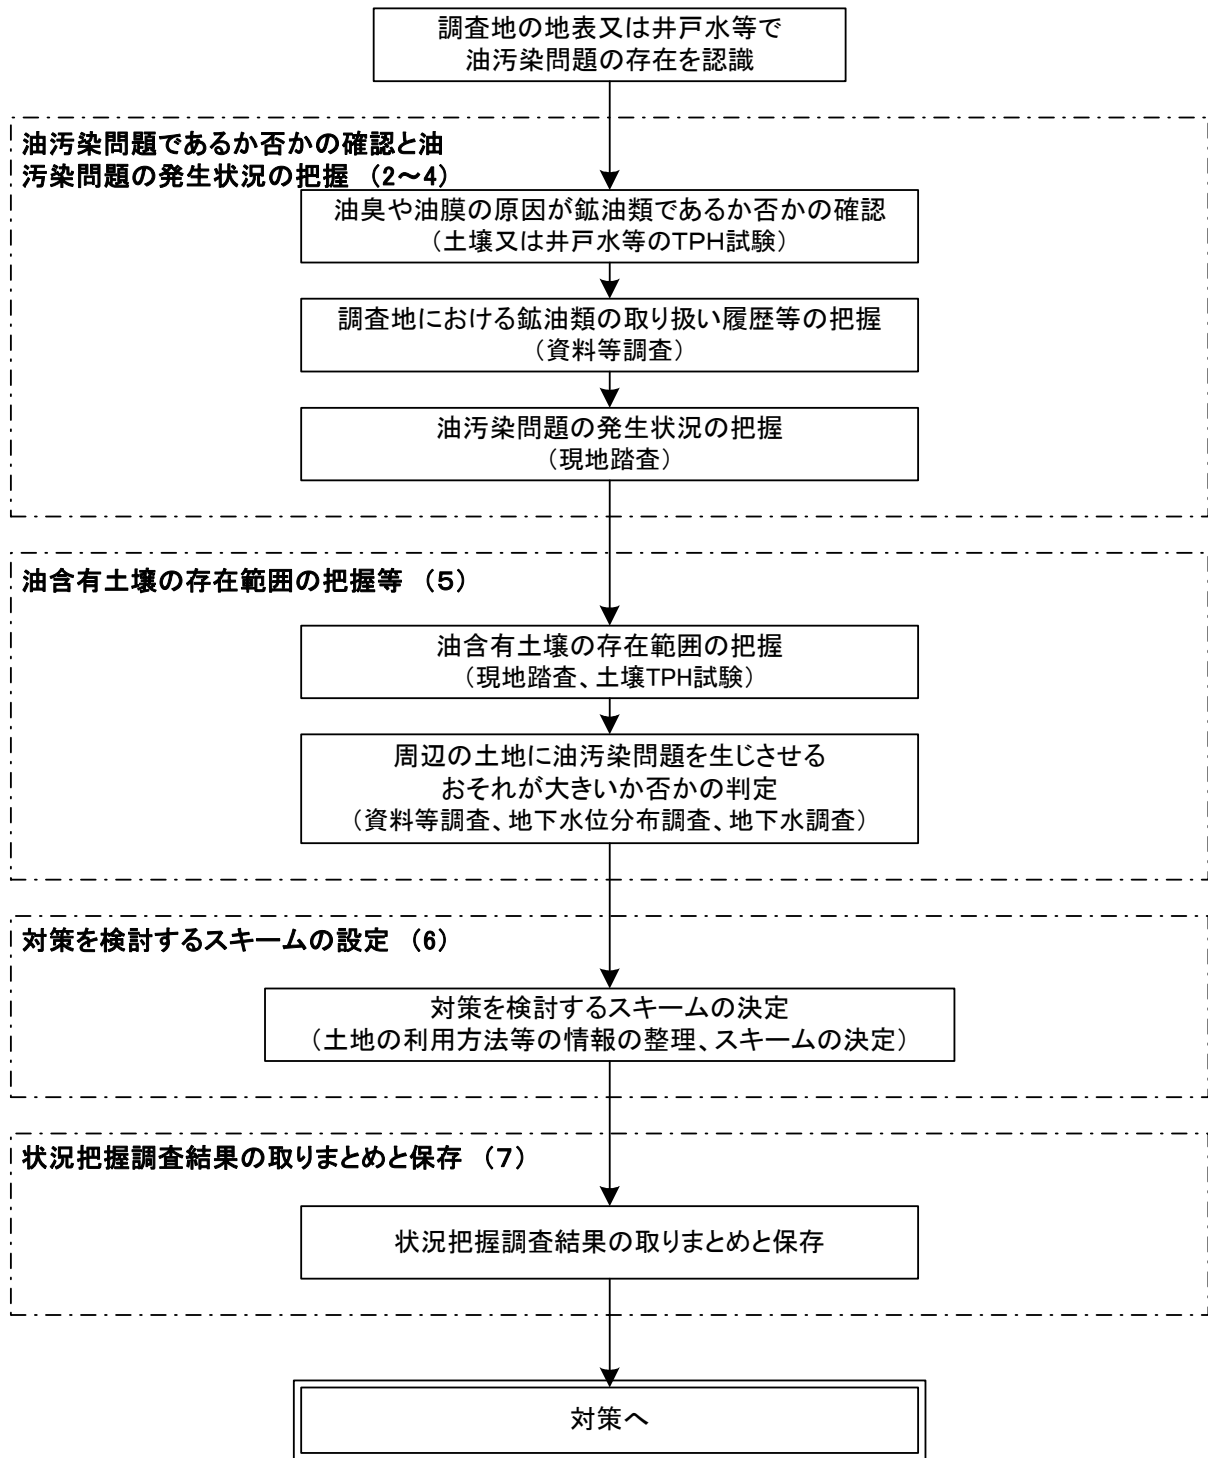 調査地の地表又は井戸水等で
油汚染問題の存在を認識
油汚染問題であるか否かの確認と油
汚染問題の発生状況の把握 （2～4）
油臭や油膜の原因が鉱油類であるか否かの確認
（土壌又は井戸水等のTPH試験）
調査地における鉱油類の取り扱い履歴等の把握
（資料等調査）
油汚染問題の発生状況の把握
（現地踏査）
油含有土壌の存在範囲の把握等 （5）
油含有土壌の存在範囲の把握
（現地踏査、土壌TPH試験）
周辺の土地に油汚染問題を生じさせる
おそれが大きいか否かの判定
（資料等調査、地下水位分布調査、地下水調査）
対策を検討するスキームの設定 （6）
対策を検討するスキームの決定
（土地の利用方法等の情報の整理、スキームの決定）
状況把握調査結果の取りまとめと保存 （7）
状況把握調査結果の取りまとめと保存
対策へ